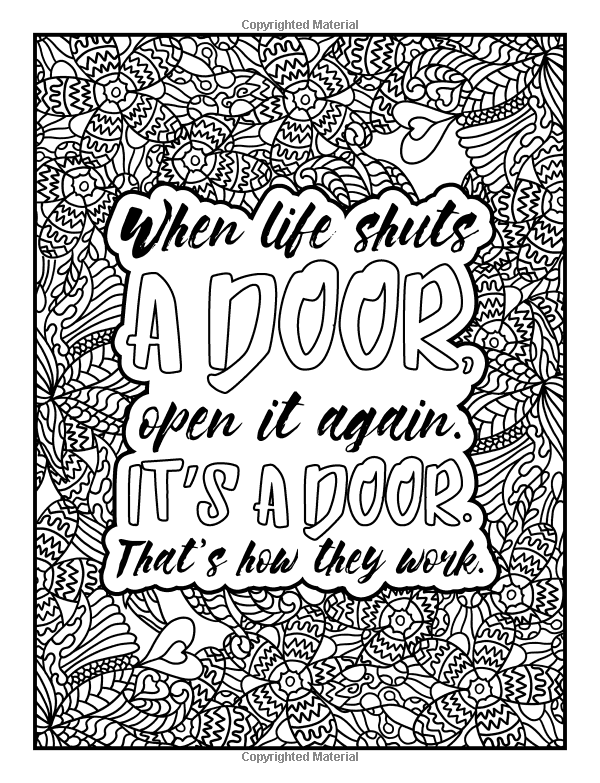 Copyrighted Material
When life shuts
A DOOR,
open it again.
IT'S A DOOR.
That's how they work.
Copyrighted Material